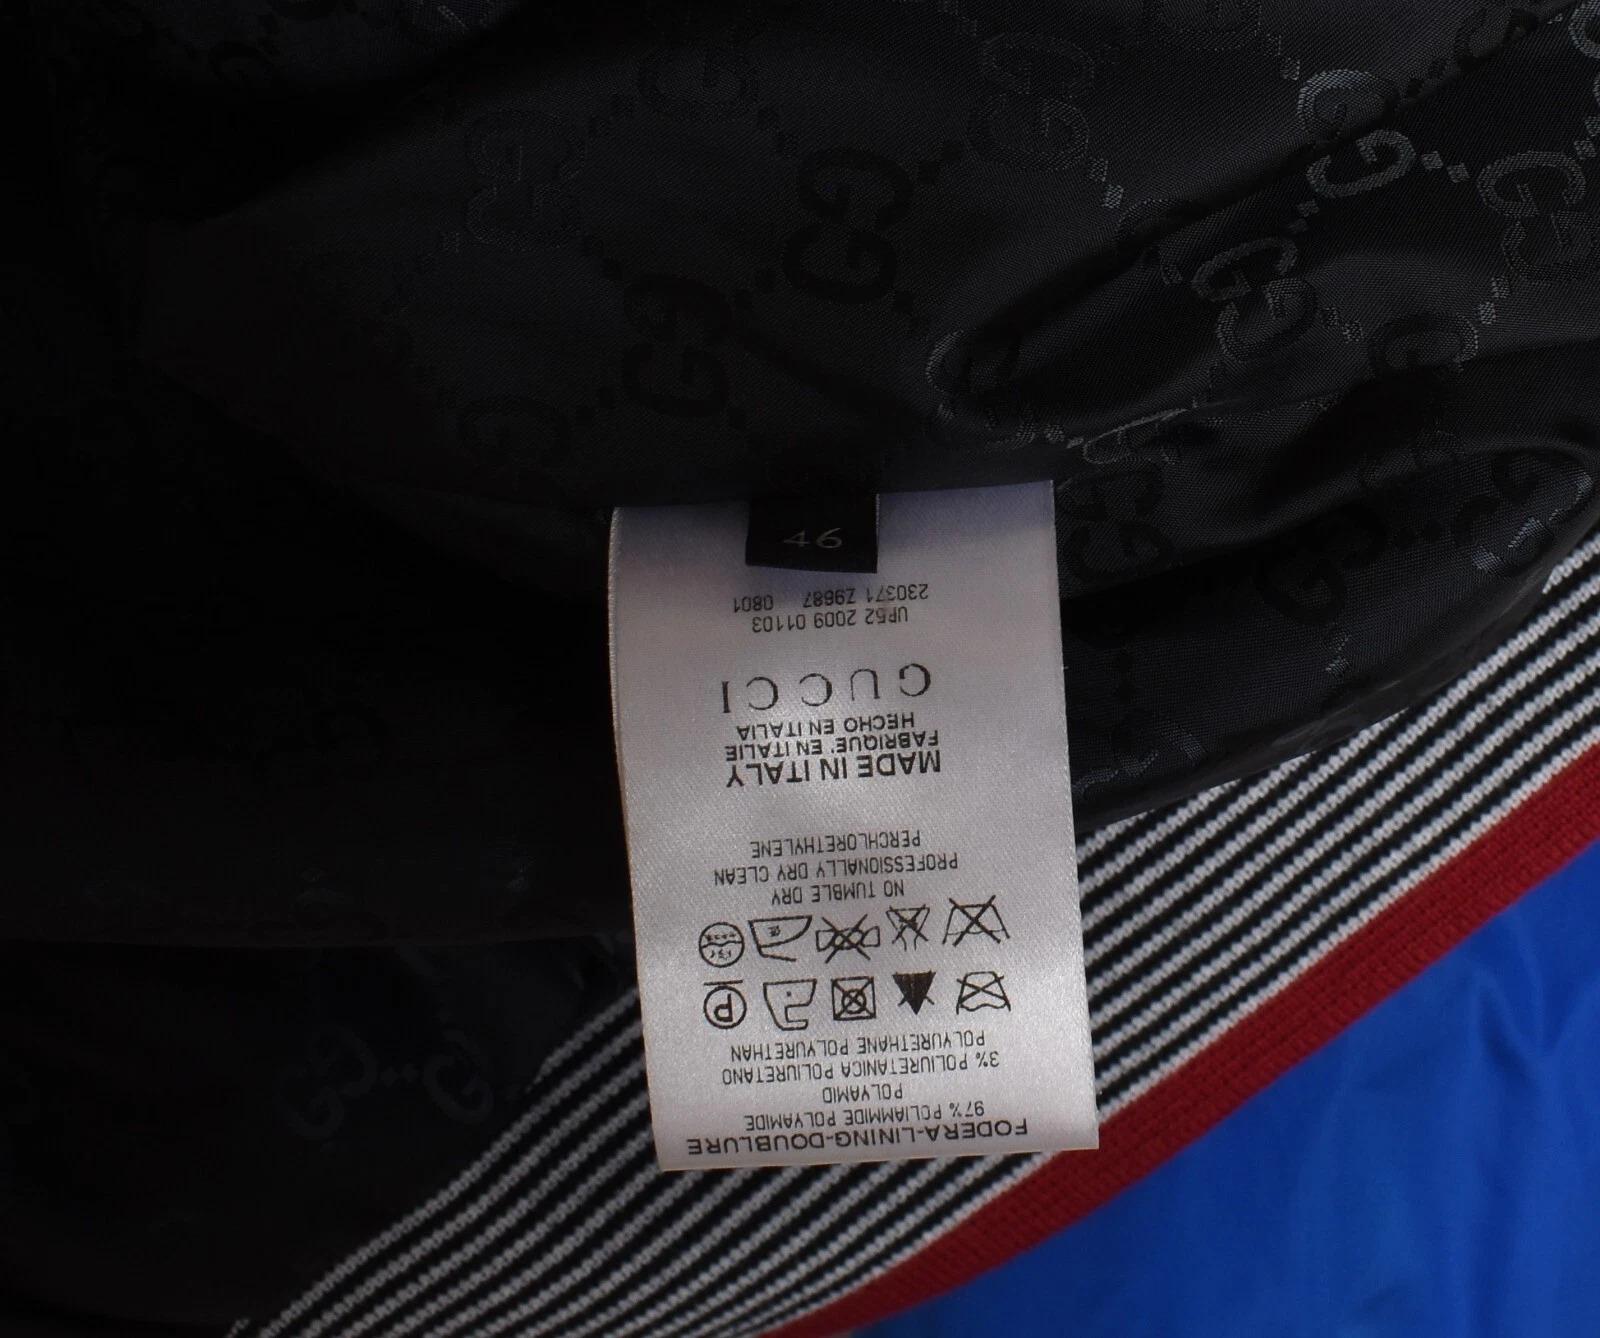 46
FODERA-LINING-DOUBLURE
97% POLIAMMIDE POLYAMIDE
POLYAMID
3% POLIURETANICA POLIURETANO
POLYURETHANE POLYURETHAN
P
NO TUMBLE DRY
PROFESSIONALLY DRY CLEAN
PERCHLORETHYLENE
MADE IN ITALY
FABRIQUE' EN ITALIE
HECHO EN ITALIA
GUCCI
UP52 2009 01103
230371 Z9687 0801